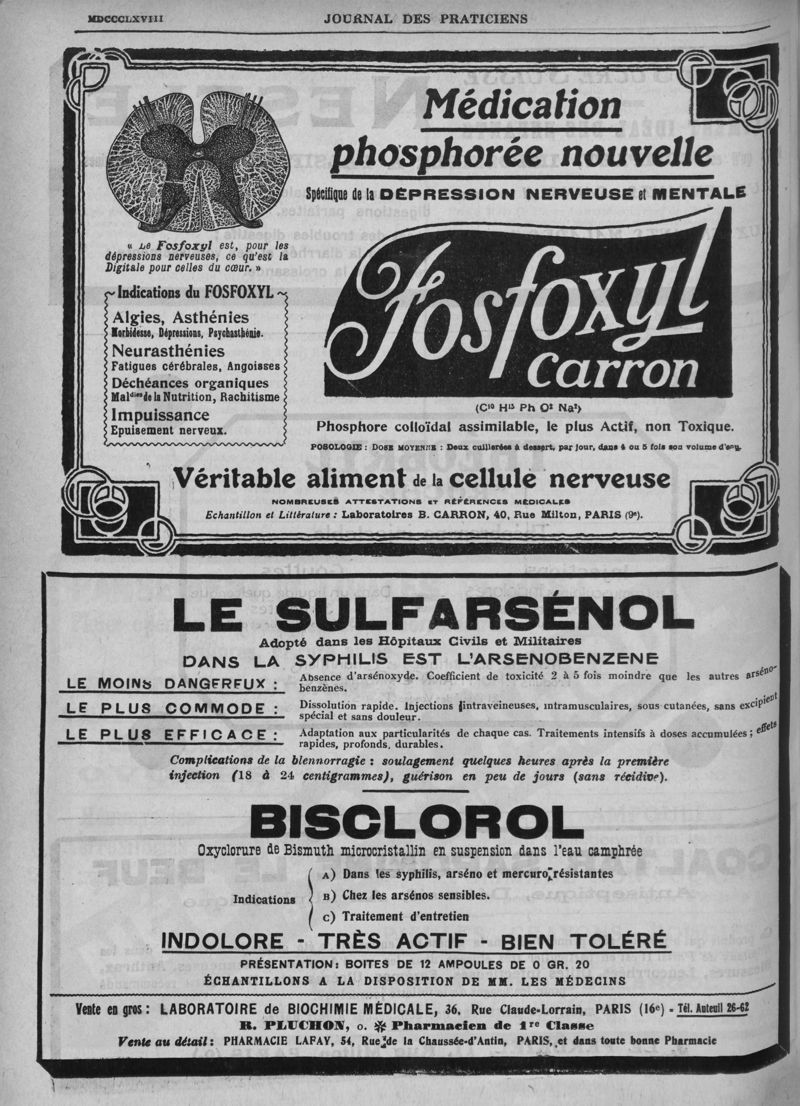 MDCCCLXVIII
JOURNAL DES PRATICIENS
Médication
phosphorée nouvelle
Spécifique de la DÉPRESSION NERVEUSE et MENTALE
« Le Fosfoxyl est, pour les
dépressions nerveuses, ce qu'est la
Digitale pour celles du cœur. »
Indications du FOSFOXYL
Algies, Asthénies
Morbidesse, Dépressions, Psychasthénie.
Neurasthénies
Fatigues cérébrales, Angoisses
Déchéances organiques
Maldies de la Nutrition, Rachitisme
Impuissance
Epuisement nerveux.
Fosfoxyl
Carron
(C¹⁰ H¹⁵ Ph O² Na²)
Phosphore colloïdal assimilable, le plus Actif, non Toxique.
POSOLOGIE : DOSE MOYENNE : Deux cuillerées à dessert, par jour, dans 4 ou 5 fois son volume d'eau.
Véritable aliment de la cellule nerveuse
NOMBREUSES ATTESTATIONS ET RÉFÉRENCES MÉDICALES
Echantillon et Littérature : Laboratoires B. CARRON, 40, Rue Milton, PARIS (9ᵉ).
LE SULFARSÉNOL
Adopté dans les Hôpitaux Civils et Militaires
DANS LA SYPHILIS EST L'ARSENOBENZENE
LE MOINS DANGEREUX :
Absence d'arsénoxyde. Coefficient de toxicité 2 à 5 fois moindre que les autres arséno-
benzènes.
LE PLUS COMMODE :
Dissolution rapide. Injections intraveineuses, intramusculaires, sous-cutanées, sans excipient
spécial et sans douleur.
LE PLUS EFFICACE :
Adaptation aux particularités de chaque cas. Traitements intensifs à doses accumulées ; effets
rapides, profonds, durables.
Complications de la blennorragie : soulagement quelques heures après la première
injection (18 à 24 centigrammes), guérison en peu de jours (sans récidive).
BISCLOROL
Oxyclorure de Bismuth microcristallin en suspension dans l'eau camphrée
Indications
A) Dans les syphilis, arséno et mercuro-résistantes
B) Chez les arsénos sensibles.
C) Traitement d'entretien
INDOLORE - TRÈS ACTIF - BIEN TOLÉRÉ
PRÉSENTATION: BOITES DE 12 AMPOULES DE 0 GR. 20
ÉCHANTILLONS A LA DISPOSITION DE MM. LES MÉDECINS
Vente en gros : LABORATOIRE de BIOCHIMIE MÉDICALE, 36, Rue Claude-Lorrain, PARIS (16ᵉ) - Tél. Auteuil 26-62
R. PLUCHON, O. ✻ Pharmacien de 1ʳᵉ Classe
Vente au détail : PHARMACIE LAFAY, 54, Rue de la Chaussée-d'Antin, PARIS, et dans toute bonne Pharmacie